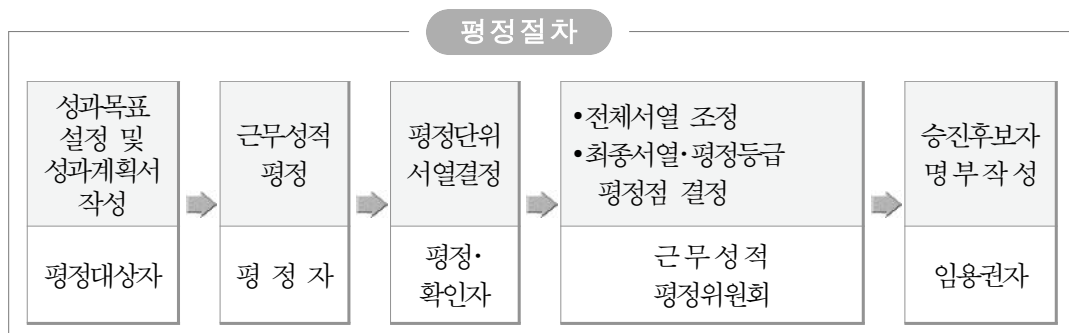 평정절차
성과목표
설정 및
성과계획서
작성
평정대상자
근무성적
평정
평 정 자
평정단위
서열결정
평정·
확인자
•전체서열 조정
•최종서열·평정등급
평정점 결정
근무성적
평정위원회
승진후보자
명부작성
임용권자